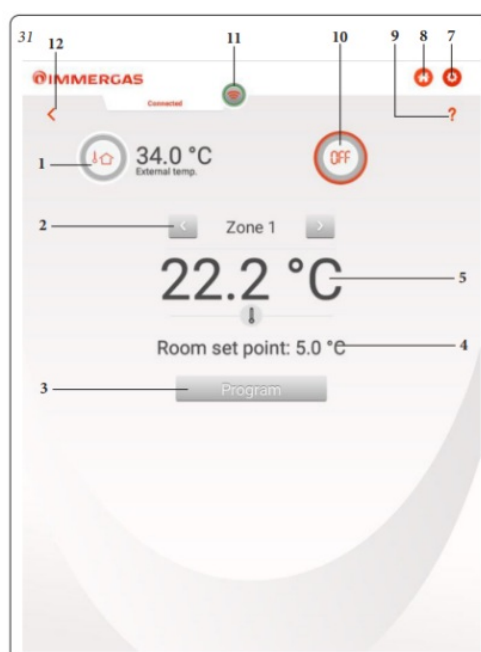 31
12 11 10 9 8 7
IMMERGAS
Connected
?
1
34.0 °C
External temp.
OFF
2
Zone 1
22.2 °C
5
Room set point: 5.0 °C
4
3
Program